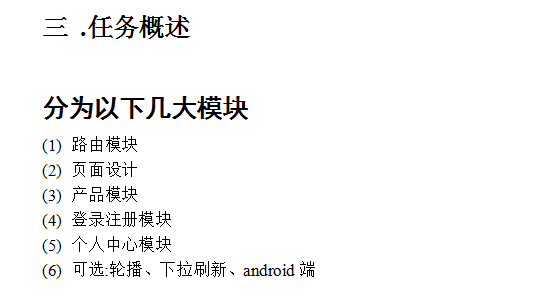 三 .任务概述
分为以下几大模块
(1) 路由模块
(2) 页面设计
(3) 产品模块
(4) 登录注册模块
(5) 个人中心模块
(6) 可选:轮播、下拉刷新、android 端